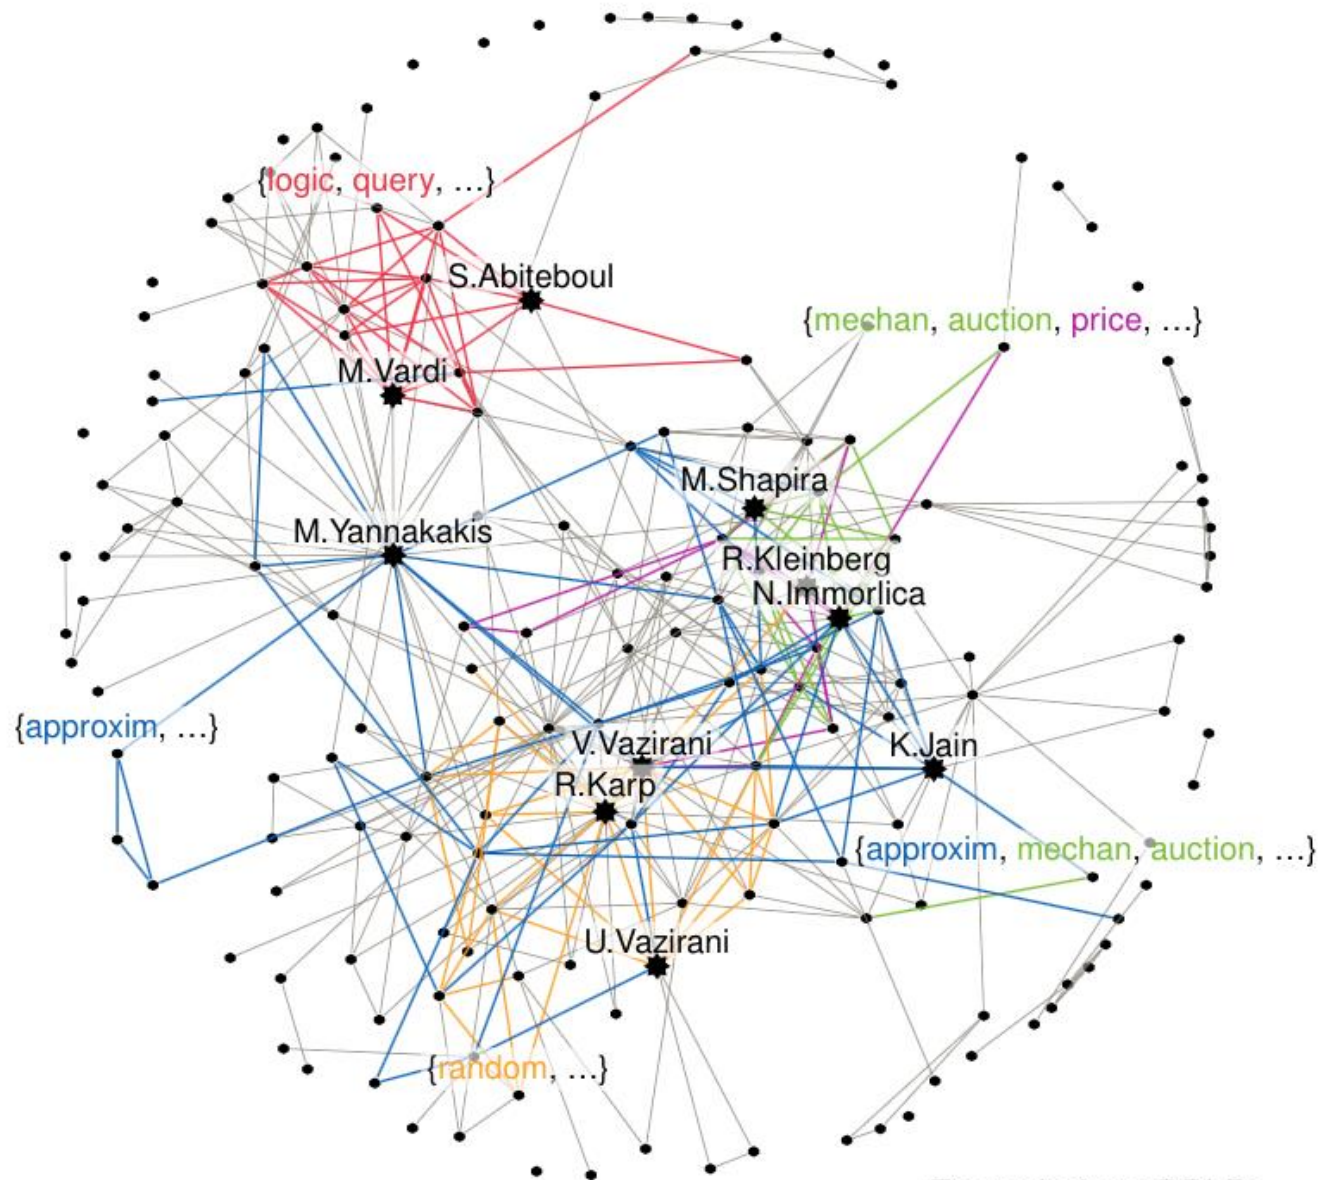 {logic, query, …}
S.Abiteboul
{mechan, auction, price, …}
M.Vardi
M.Shapira
M.Yannakakis
R.Kleinberg
N.Immorlica
{approxim, …}
V.Vazirani
K.Jain
R.Karp
{approxim, mechan, auction, …}
U.Vazirani
{random, …}